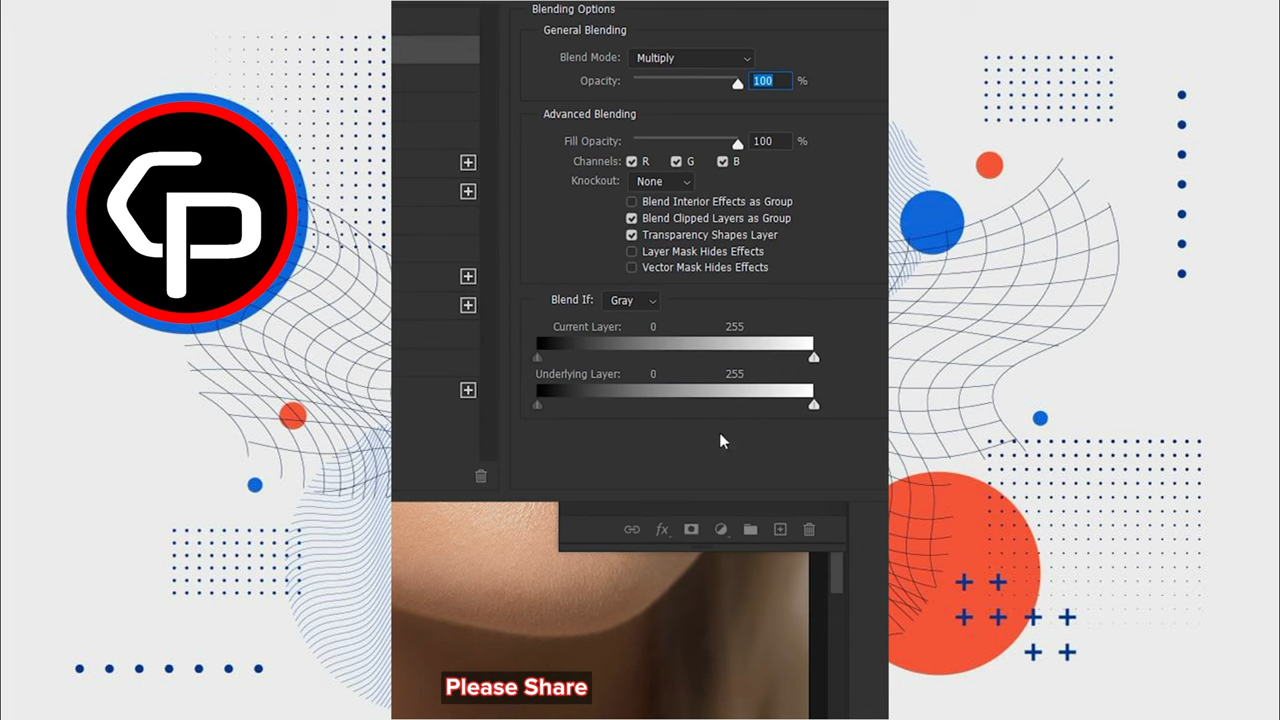 CP
Blending Options
General Blending
Blend Mode: Multiply
Opacity: 100 %
Advanced Blending
Fill Opacity: 100 %
Channels: R G B
Knockout: None
Blend Interior Effects as Group
Blend Clipped Layers as Group
Transparency Shapes Layer
Layer Mask Hides Effects
Vector Mask Hides Effects
Blend If: Gray
Current Layer: 0 255
Underlying Layer: 0 255
fx
Please Share